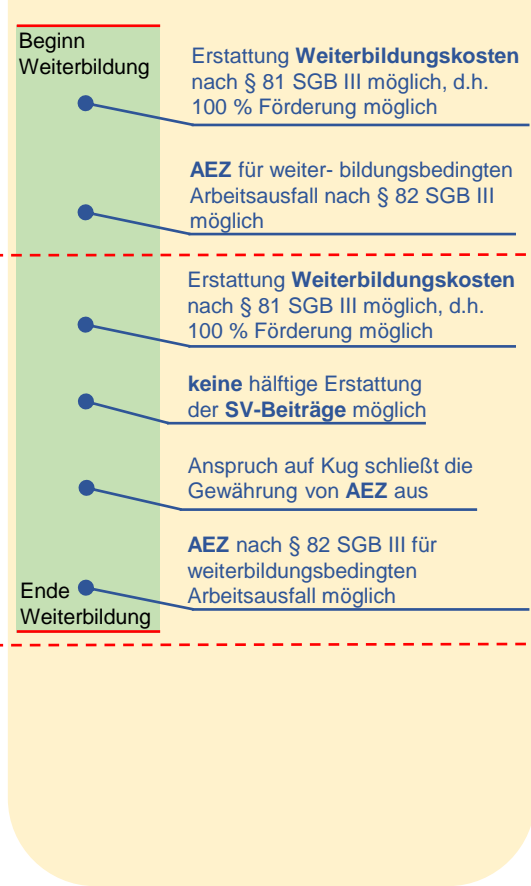 Beginn
Weiterbildung
Erstattung Weiterbildungskosten
nach § 81 SGB III möglich, d.h.
100 % Förderung möglich
AEZ für weiter- bildungsbedingten
Arbeitsausfall nach § 82 SGB III
möglich
Erstattung Weiterbildungskosten
nach § 81 SGB III möglich, d.h.
100 % Förderung möglich
keine hälftige Erstattung
der SV-Beiträge möglich
Anspruch auf Kug schließt die
Gewährung von AEZ aus
AEZ nach § 82 SGB III für
weiterbildungsbedingten
Arbeitsausfall möglich
Ende
Weiterbildung